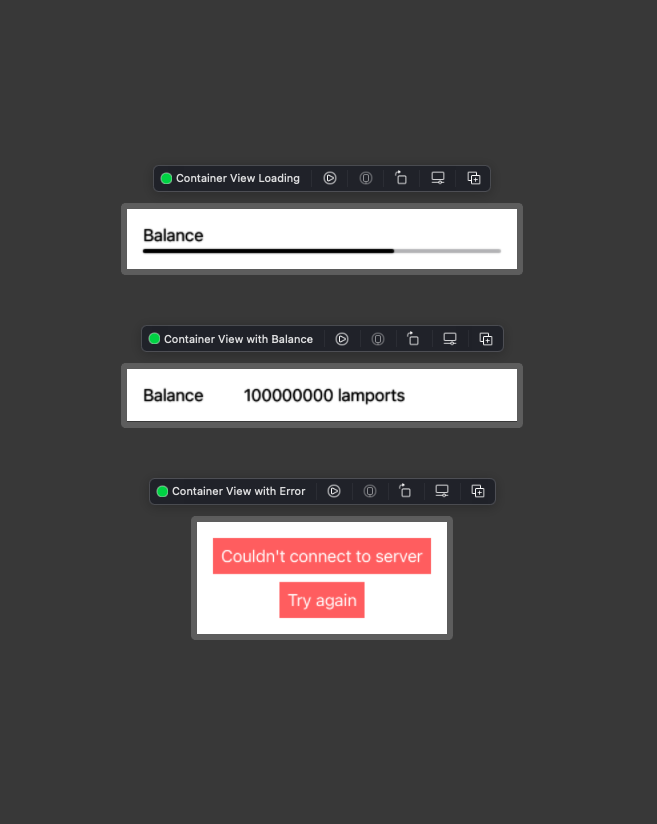 Container View Loading
Balance
Container View with Balance
Balance 100000000 lamports
Container View with Error
Couldn't connect to server
Try again